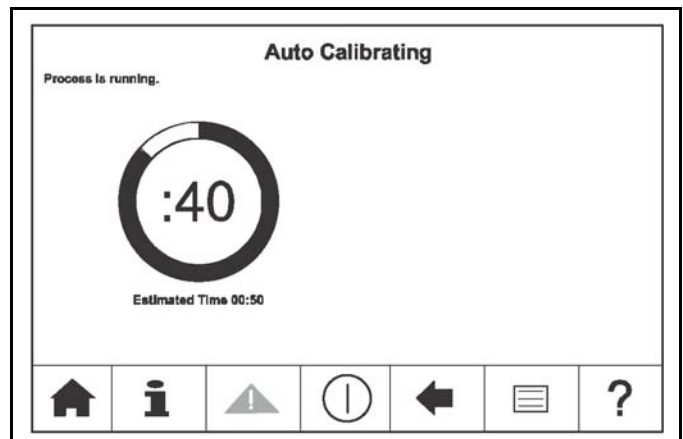 Auto Calibrating
Process is running.
:40
Estimated Time 00:50
i
?